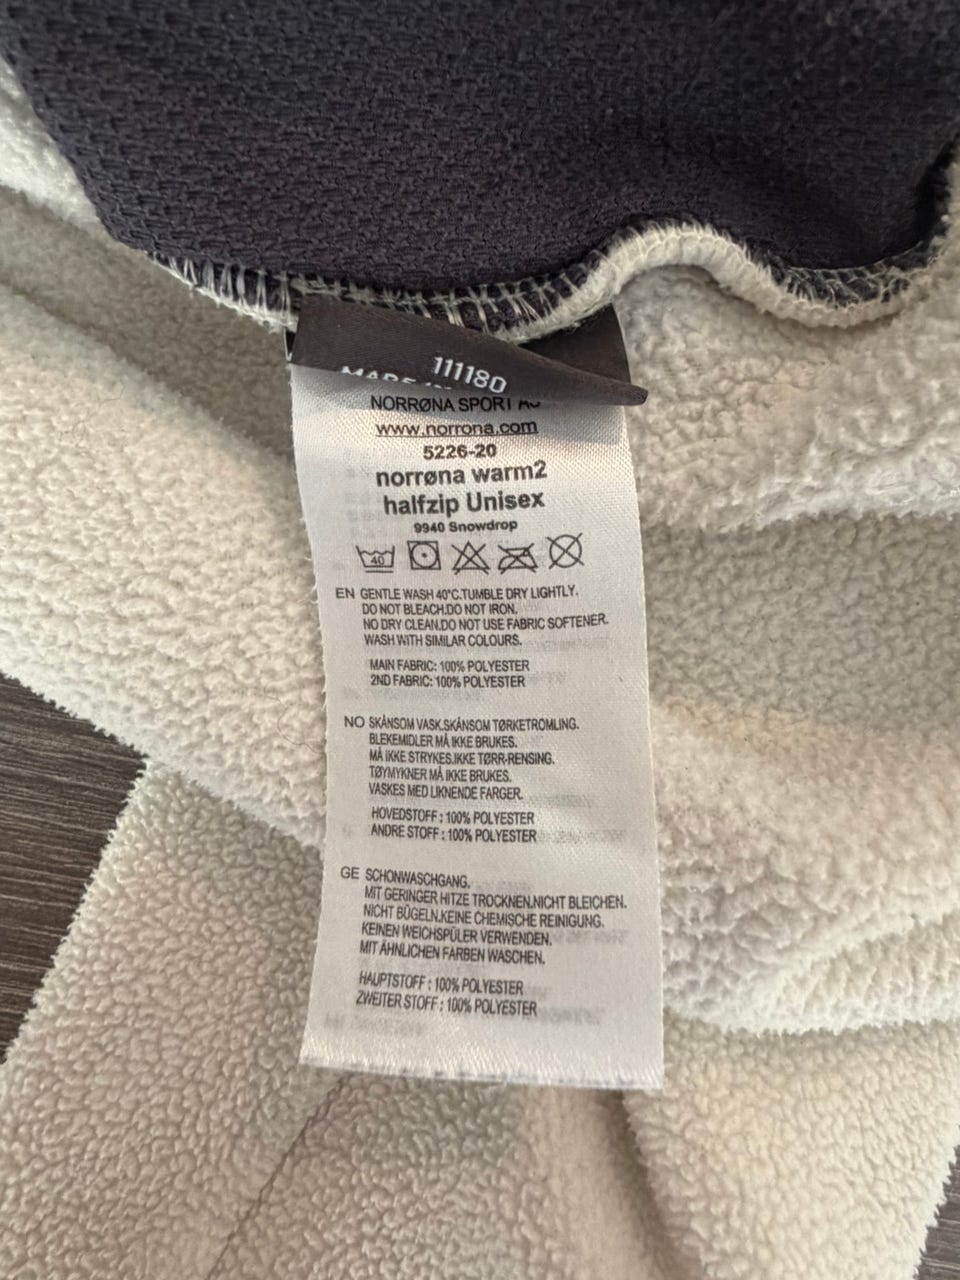 111180
NORRØNA SPORT
www.norrona.com
5226-20
norrøna warm2
halfzip Unisex
9940 Snowdrop
40
EN GENTLE WASH 40°C.TUMBLE DRY LIGHTLY.
DO NOT BLEACH.DO NOT IRON.
NO DRY CLEAN.DO NOT USE FABRIC SOFTENER.
WASH WITH SIMILAR COLOURS.
MAIN FABRIC: 100% POLYESTER
2ND FABRIC: 100% POLYESTER
NO SKÅNSOM VASK.SKÅNSOM TØRKETROMLING.
BLEKEMIDLER MÅ IKKE BRUKES.
MÅ IKKE STRYKES.IKKE TØRR-RENSING.
TØYMYKNER MÅ IKKE BRUKES.
VASKES MED LIKNENDE FARGER.
HOVEDSTOFF : 100% POLYESTER
ANDRE STOFF : 100% POLYESTER
GE SCHONWASCHGANG.
MIT GERINGER HITZE TROCKNEN.NICHT BLEICHEN.
NICHT BÜGELN.KEINE CHEMISCHE REINIGUNG.
KEINEN WEICHSPÜLER VERWENDEN.
MIT ÄHNLICHEN FARBEN WASCHEN.
HAUPTSTOFF : 100% POLYESTER
ZWEITER STOFF : 100% POLYESTER